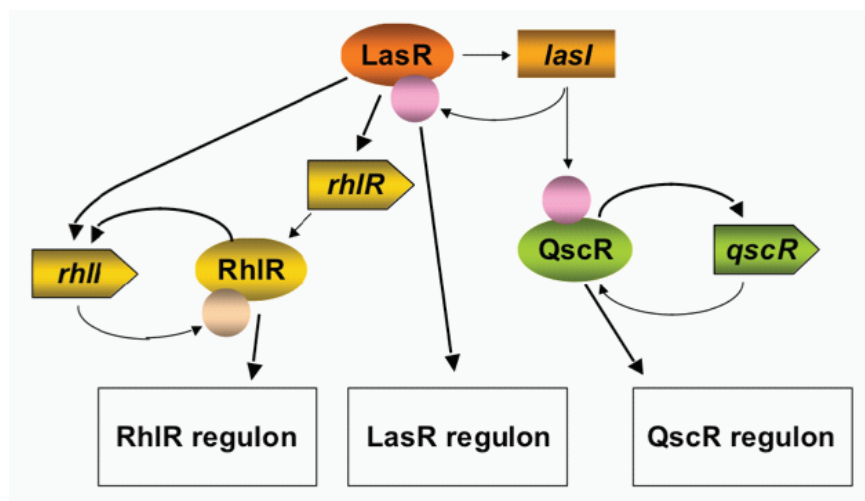 LasR
lasI
rhlR
rhlI
RhlR
QscR
qscR
RhlR regulon
LasR regulon
QscR regulon